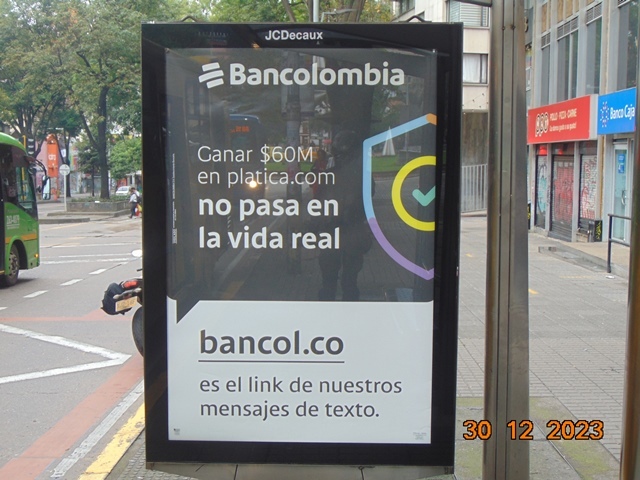 JCDecaux
Bancolombia
Ganar $60M
en platica.com
no pasa en
la vida real
bancol.co
es el link de nuestros
mensajes de texto.
Banco Caja
30 12 2023